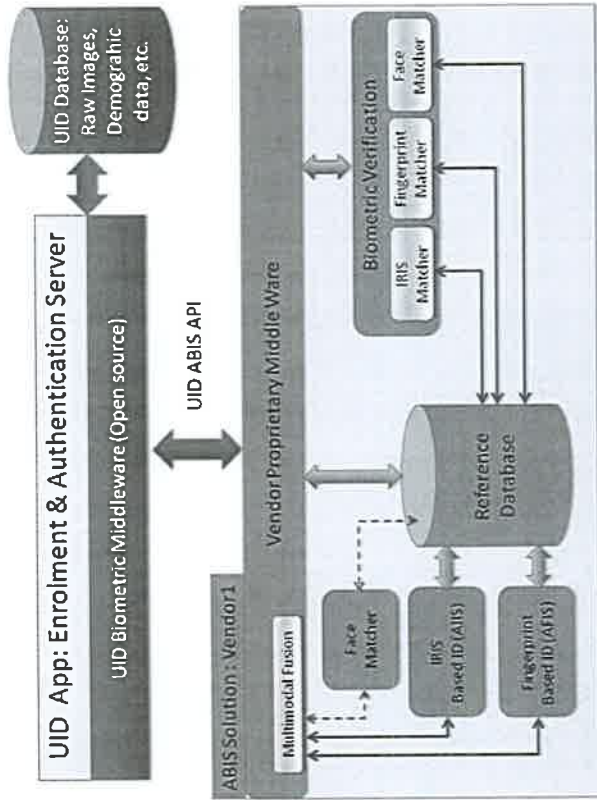 UID App: Enrolment & Authentication Server
UID Biometric Middleware (Open source)
UID Database:
Raw Images,
Demograhic
data, etc.
UID ABIS API
ABIS Solution : Vendor1
Vendor Proprietary Middle Ware
Multimodal Fusion
Face
Matcher
IRIS
Based ID (AIIS)
Fingerprint
Based ID (AFIS)
Reference
Database
Biometric Verification
IRIS
Matcher
Fingerprint
Matcher
Face
Matcher